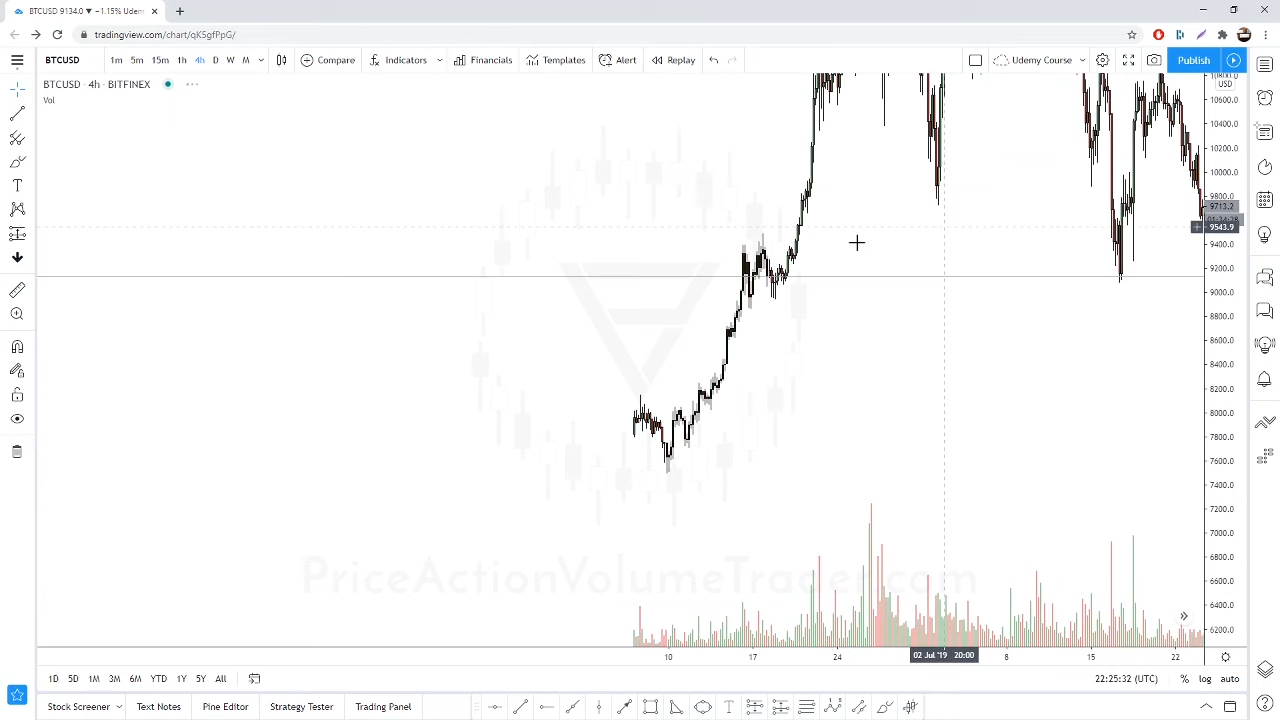 BTCUSD 9134.0 ▼ −1.15% Udem
tradingview.com/chart/qK5gfPpG/
BTCUSD 1m 5m 15m 1h 4h D W M Compare Indicators Financials Templates Alert Replay Udemy Course Publish
BTCUSD · 4h · BITFINEX
Vol
USD
10800.0
10600.0
10400.0
10200.0
10000.0
9800.0
9713.2
9543.9
9400.0
9200.0
9000.0
8800.0
8600.0
8400.0
8200.0
8000.0
7800.0
7600.0
7400.0
7200.0
7000.0
6800.0
6600.0
6400.0
6200.0
PriceActionVolumeTrader.com
10 17 24 02 Jul '19 20:00 8 15 22
1D 5D 1M 3M 6M YTD 1Y 5Y All 22:25:32 (UTC) % log auto
Stock Screener Text Notes Pine Editor Strategy Tester Trading Panel